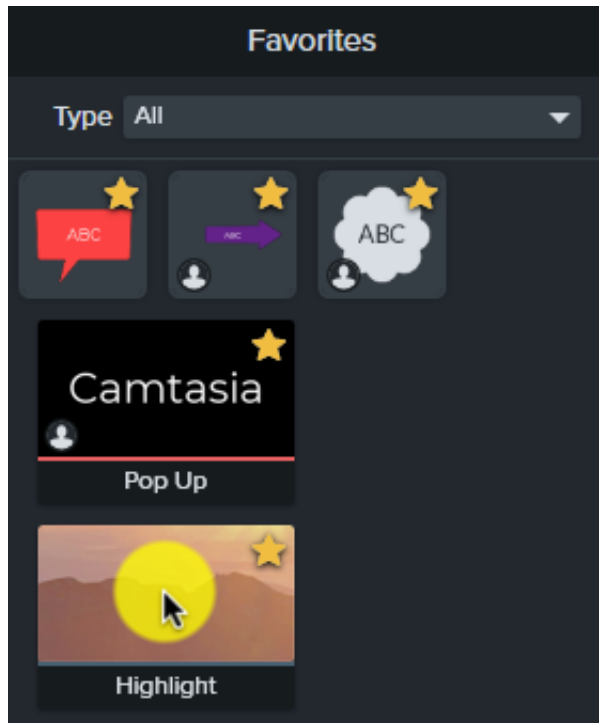 Favorites
Type All
ABC
ABC
ABC
Camtasia
Pop Up
Highlight